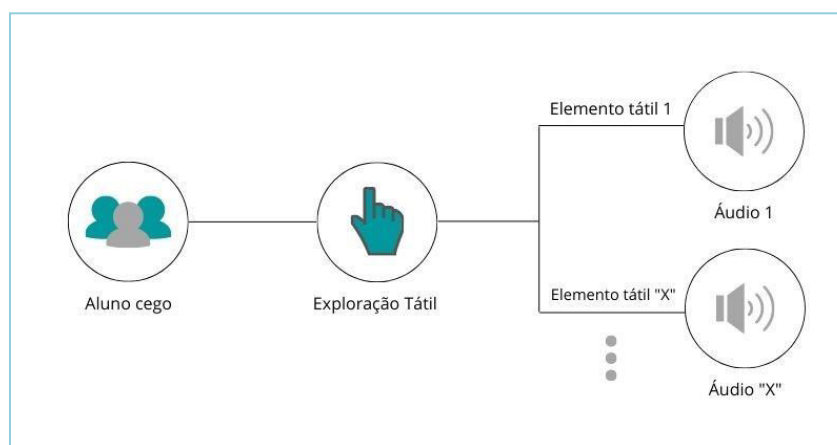 Elemento tátil 1
Áudio 1
Aluno cego
Exploração Tátil
Elemento tátil "X"
Áudio "X"